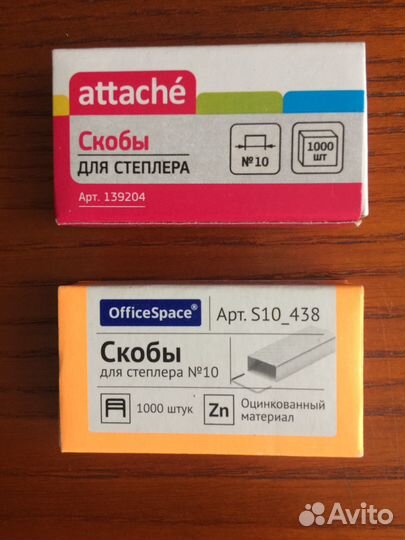 attaché
Скобы
ДЛЯ СТЕПЛЕРА
№10
1000
шт
Арт. 139204
OfficeSpace®
Арт. S10_438
Скобы
для степлера №10
1000 штук
Zn
Оцинкованный
материал
Avito